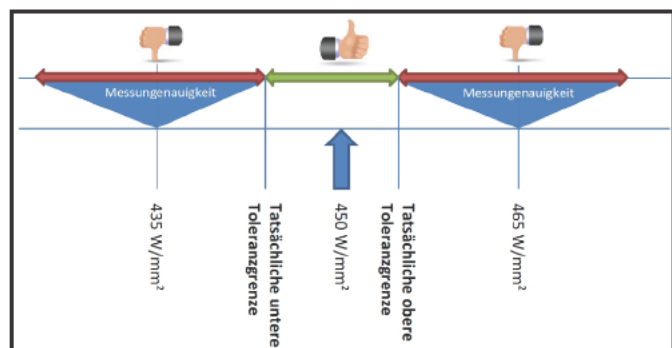 Messungenauigkeit
Messungenauigkeit
435 W/mm²
Tatsächliche untere
Toleranzgrenze
450 W/mm²
Tatsächliche obere
Toleranzgrenze
465 W/mm²